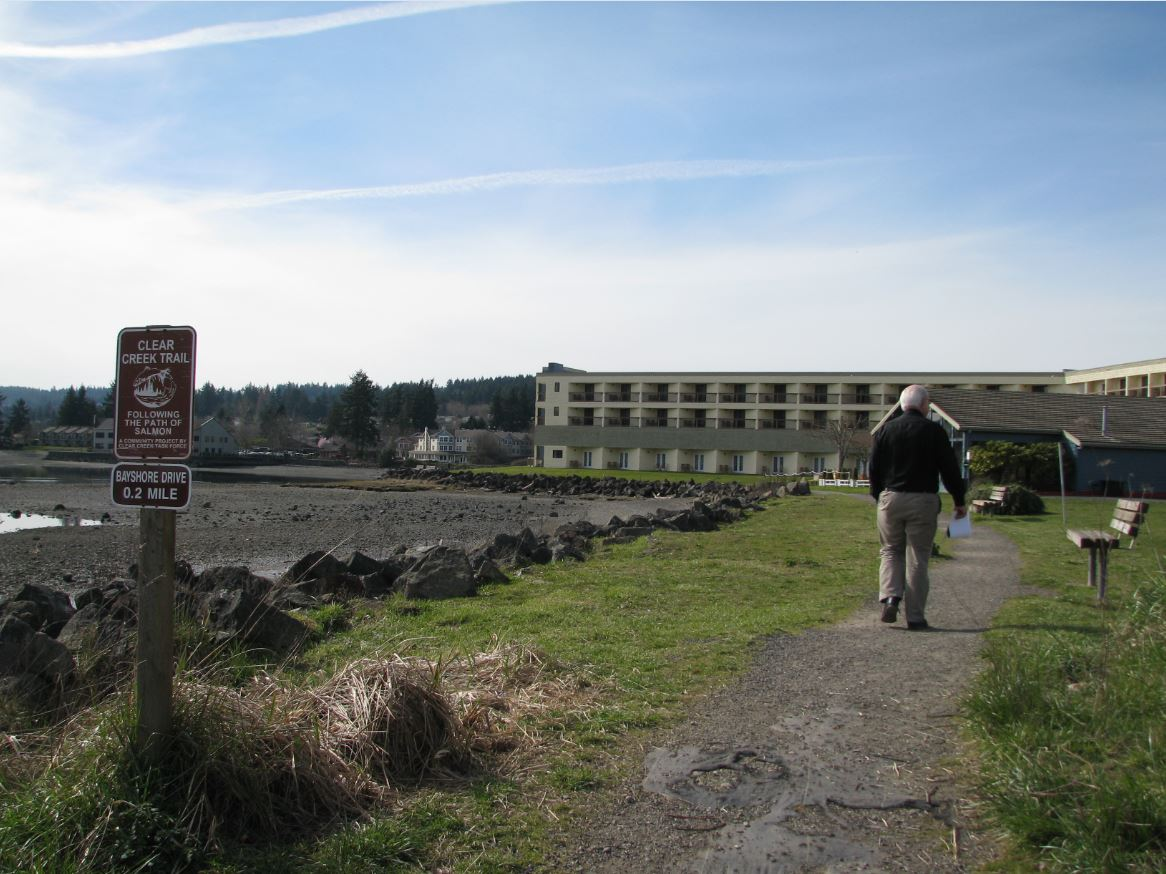 CLEAR
CREEK TRAIL
FOLLOWING
THE PATH OF
SALMON
A COMMUNITY PROJECT BY
CLEAR CREEK TASK FORCE
BAYSHORE DRIVE
0.2 MILE